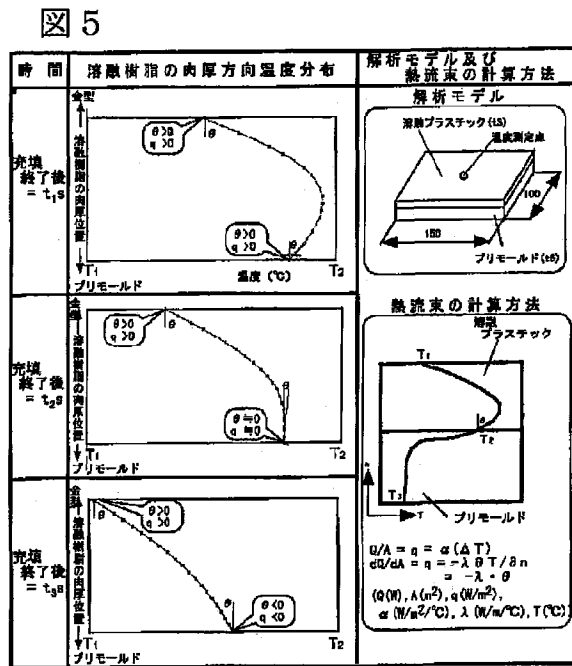 図5
時間
溶融樹脂の肉厚方向温度分布
解析モデル及び
熱流束の計算方法
充填
終了後
= t₁s
金型
溶融樹脂の肉厚位置
プリモールド
θ>0
q >0
θ
θ>0
q >0
θ
T₁
温度 (℃)
T₂
解析モデル
溶融プラスチック(t3)
温度測定点
100
150
プリモールド(t6)
充填
終了後
= t₂s
金型
溶融樹脂の肉厚位置
プリモールド
θ>0
q >0
θ
θ≒0
q ≒0
θ
T₁
T₂
熱流束の計算方法
溶融
プラスチック
T₁
θ
T₂
T₃
T
プリモールド
充填
終了後
= t₃s
金型
溶融樹脂の肉厚位置
プリモールド
θ
θ>0
q >0
θ<0
q <0
θ
T₁
T₂
Q/A = q = α(ΔT)
dQ/dA = q = -λ∂T/∂n
= -λ・θ
(Q(W), A(m²), q(W/m²),
α(W/m²/℃), λ(W/m/℃), T(℃))